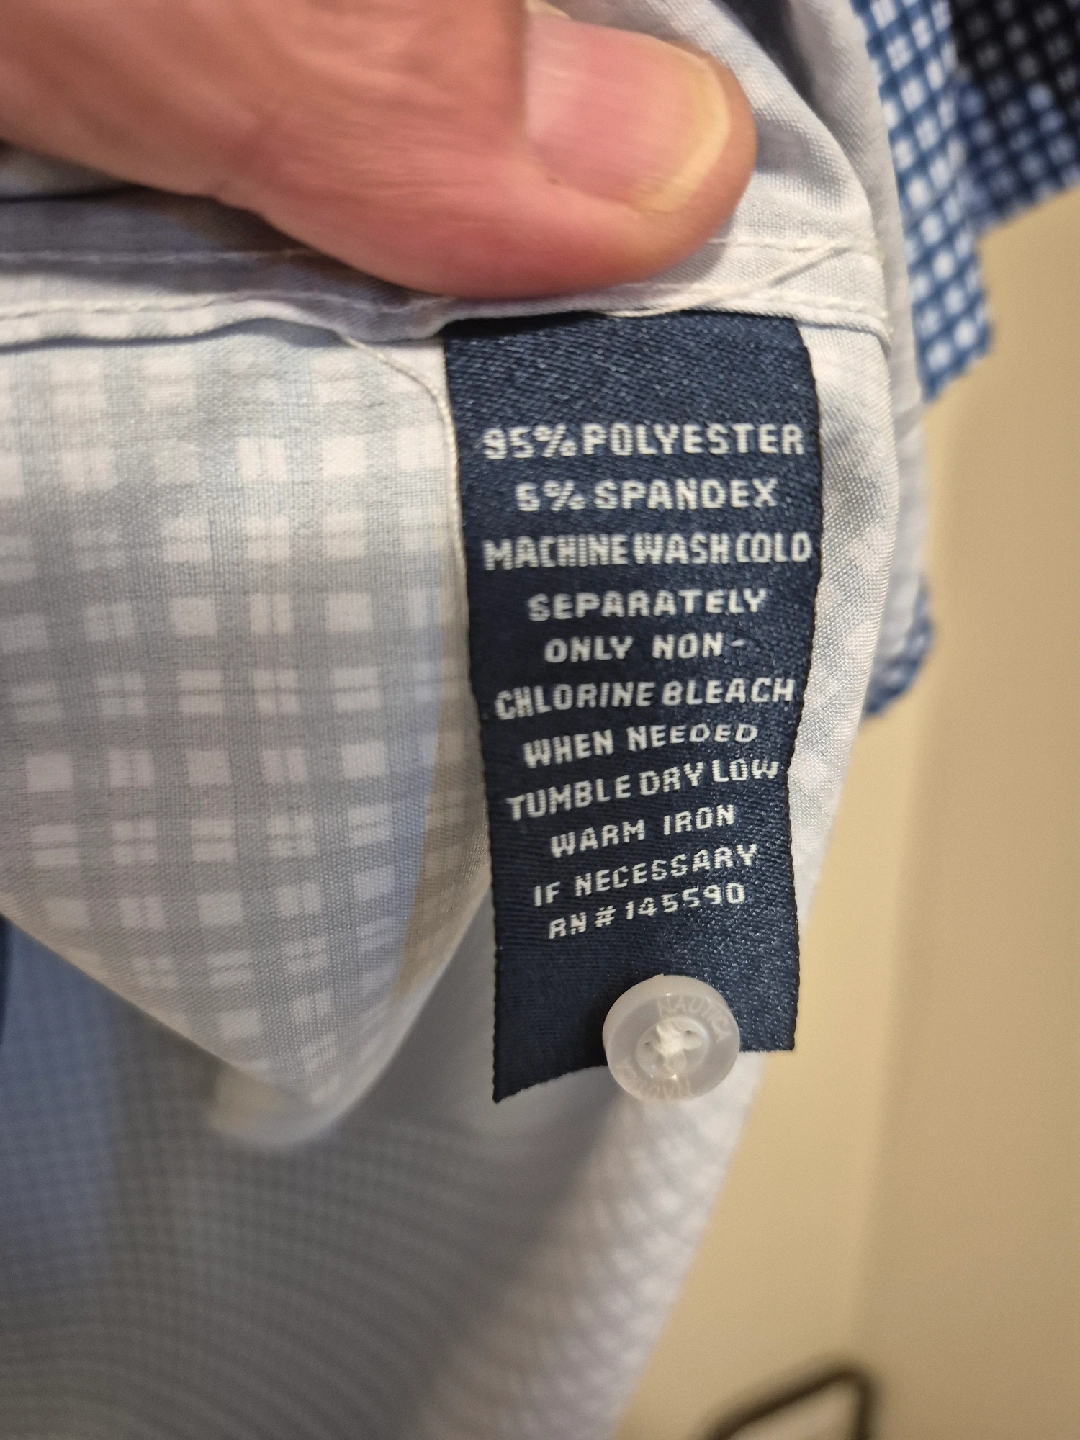 95% POLYESTER
5% SPANDEX
MACHINE WASH COLD
SEPARATELY
ONLY NON-
CHLORINE BLEACH
WHEN NEEDED
TUMBLE DRY LOW
WARM IRON
IF NECESSARY
RN # 145590
NAUTICA
NAUTICA